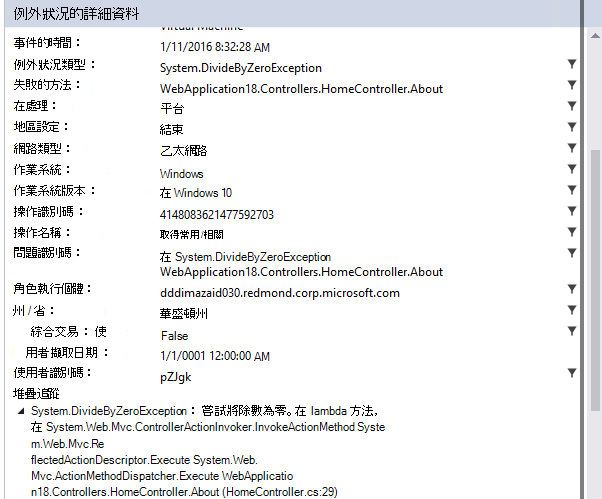 例外狀況的詳細資料
Virtual Machine
事件的時間： 1/11/2016 8:32:28 AM
例外狀況類型： System.DivideByZeroException
失敗的方法： WebApplication18.Controllers.HomeController.About
在處理： 平台
地區設定： 結束
網路類型： 乙太網路
作業系統： Windows
作業系統版本： 在 Windows 10
操作識別碼： 4148083621477592703
操作名稱： 取得常用/相關
問題識別碼： 在 System.DivideByZeroException
WebApplication18.Controllers.HomeController.About
角色執行個體： dddimazaid030.redmond.corp.microsoft.com
州 / 省： 華盛頓州
綜合交易： 使 False
用者擷取日期： 1/1/0001 12:00:00 AM
使用者識別碼： pZJgk
堆疊追蹤
System.DivideByZeroException： 嘗試將除數為零。在 lambda 方法，
在 System.Web.Mvc.ControllerActionInvoker.InvokeActionMethod Syste
m.Web.Mvc.Re
flectedActionDescriptor.Execute System.Web.
Mvc.ActionMethodDispatcher.Execute WebApplicatio
n18.Controllers.HomeController.About (HomeController.cs:29)